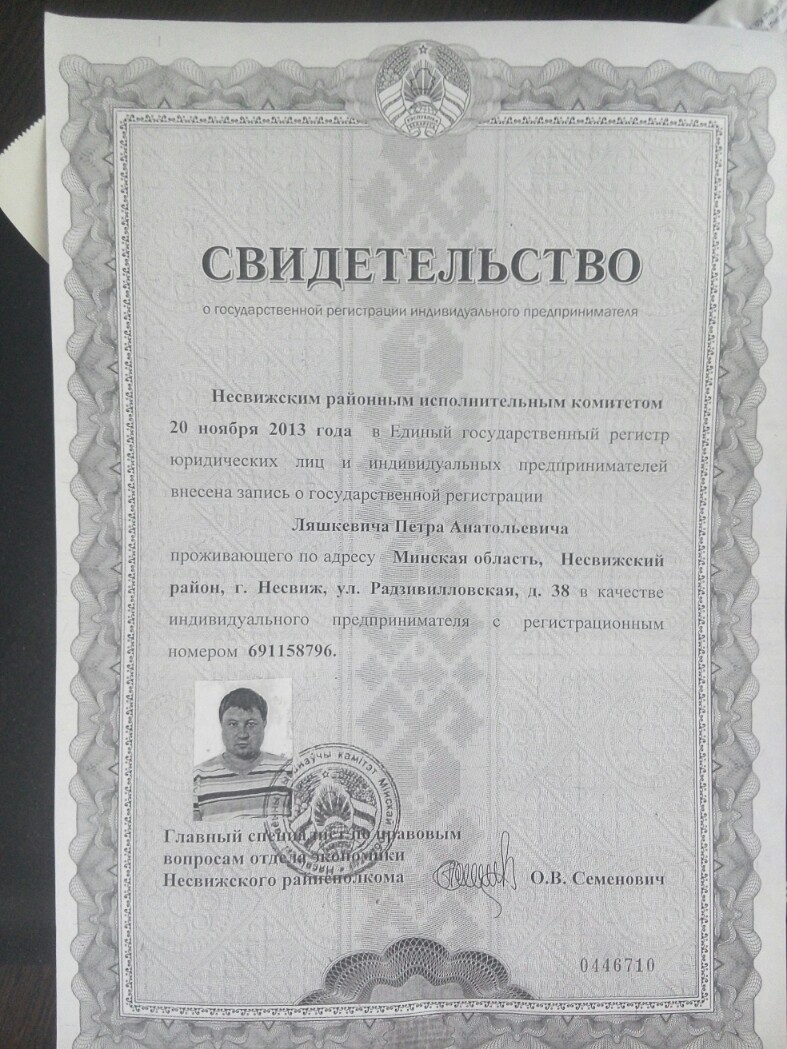 СВИДЕТЕЛЬСТВО
о государственной регистрации индивидуального предпринимателя
Несвижским районным исполнительным комитетом
20 ноября 2013 года в Единый государственный регистр
юридических лиц и индивидуальных предпринимателей
внесена запись о государственной регистрации
Ляшкевича Петра Анатольевича
проживающего по адресу Минская область, Несвижский
район, г. Несвиж, ул. Радзивилловская, д. 38 в качестве
индивидуального предпринимателя с регистрационным
номером 691158796.
камітэт Мінскай
Главный специалист по правовым
вопросам отдела экономики
Несвижского райисполкома О.В. Семенович
0446710